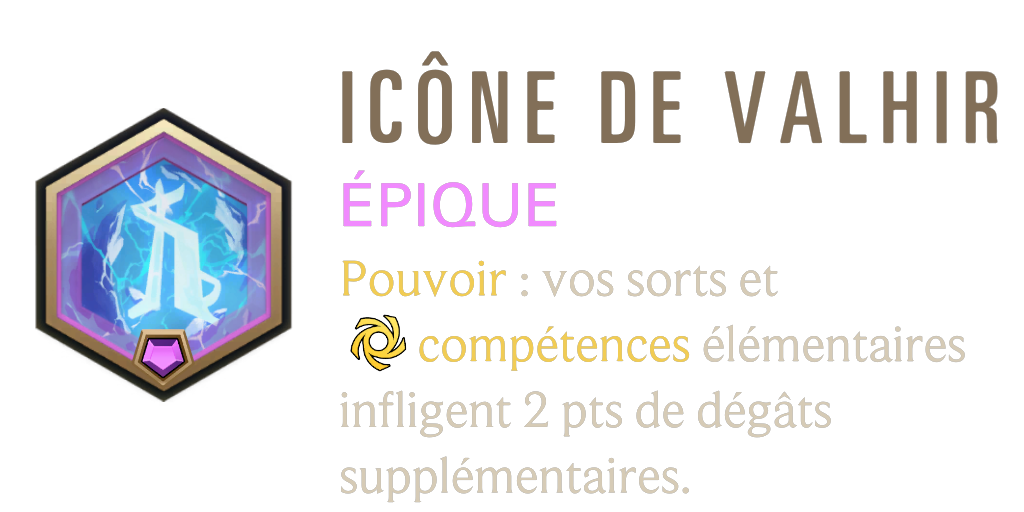 ICÔNE DE VALHIR
ÉPIQUE
Pouvoir : vos sorts et
compétences élémentaires
infligent 2 pts de dégâts
supplémentaires.